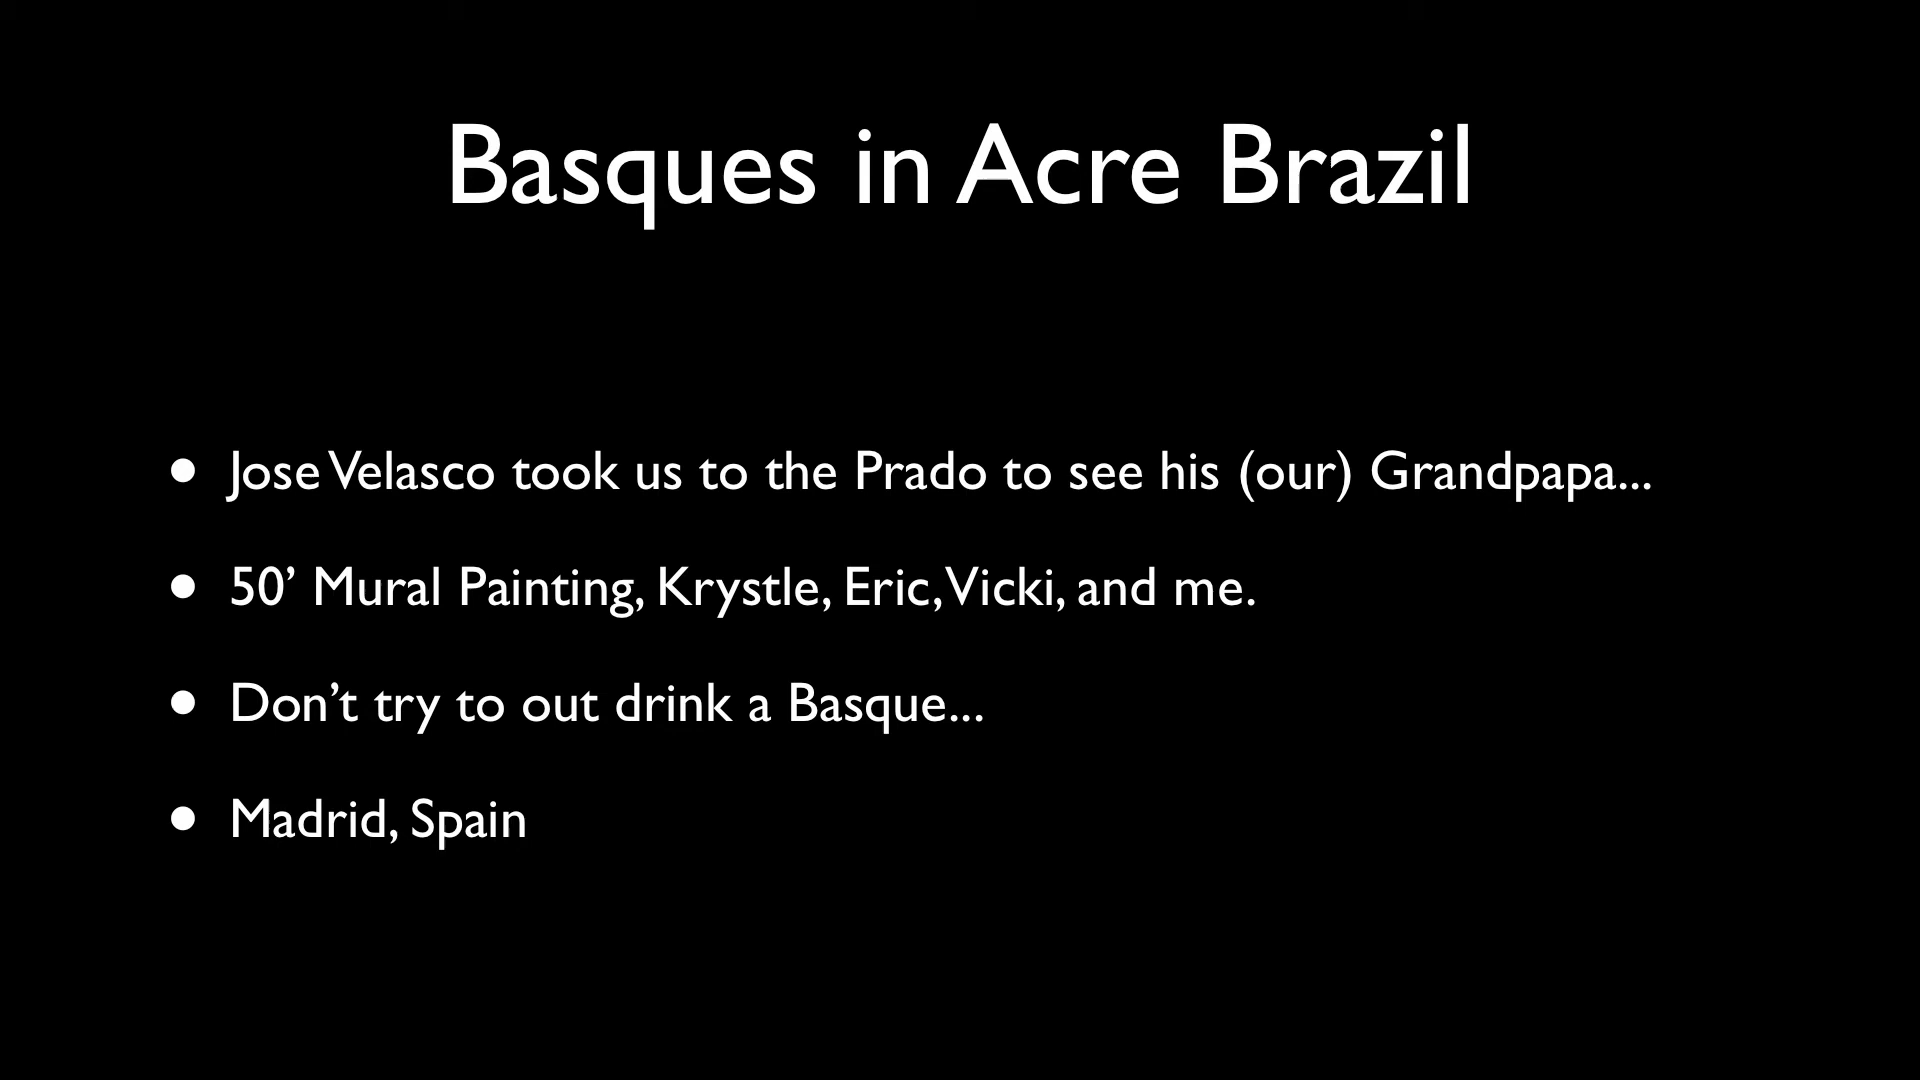 Basques in Acre Brazil
• Jose Velasco took us to the Prado to see his (our) Grandpapa...
• 50’ Mural Painting, Krystle, Eric, Vicki, and me.
• Don’t try to out drink a Basque...
• Madrid, Spain